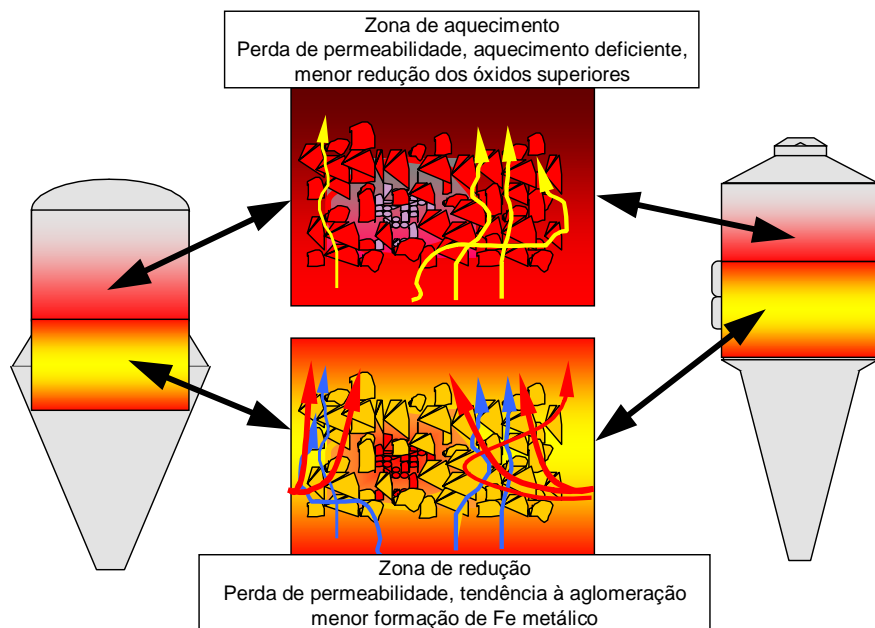 Zona de aquecimento
Perda de permeabilidade, aquecimento deficiente,
menor redução dos óxidos superiores
Zona de redução
Perda de permeabilidade, tendência à aglomeração
menor formação de Fe metálico